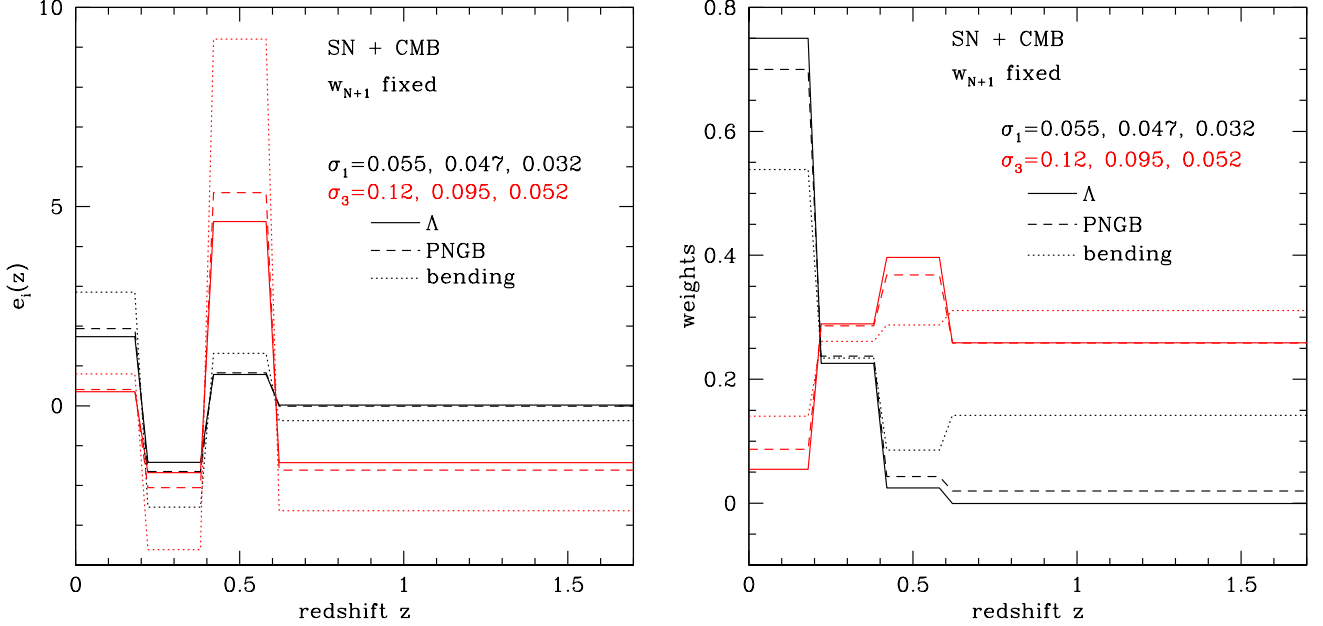 10
5
0
e_i(z)
SN + CMB
w_{N+1} fixed
σ_1=0.055, 0.047, 0.032
σ_3=0.12, 0.095, 0.052
Λ
PNGB
bending
0 0.5 1 1.5
redshift z
0.8
0.6
0.4
0.2
0
weights
SN + CMB
w_{N+1} fixed
σ_1=0.055, 0.047, 0.032
σ_3=0.12, 0.095, 0.052
Λ
PNGB
bending
0 0.5 1 1.5
redshift z